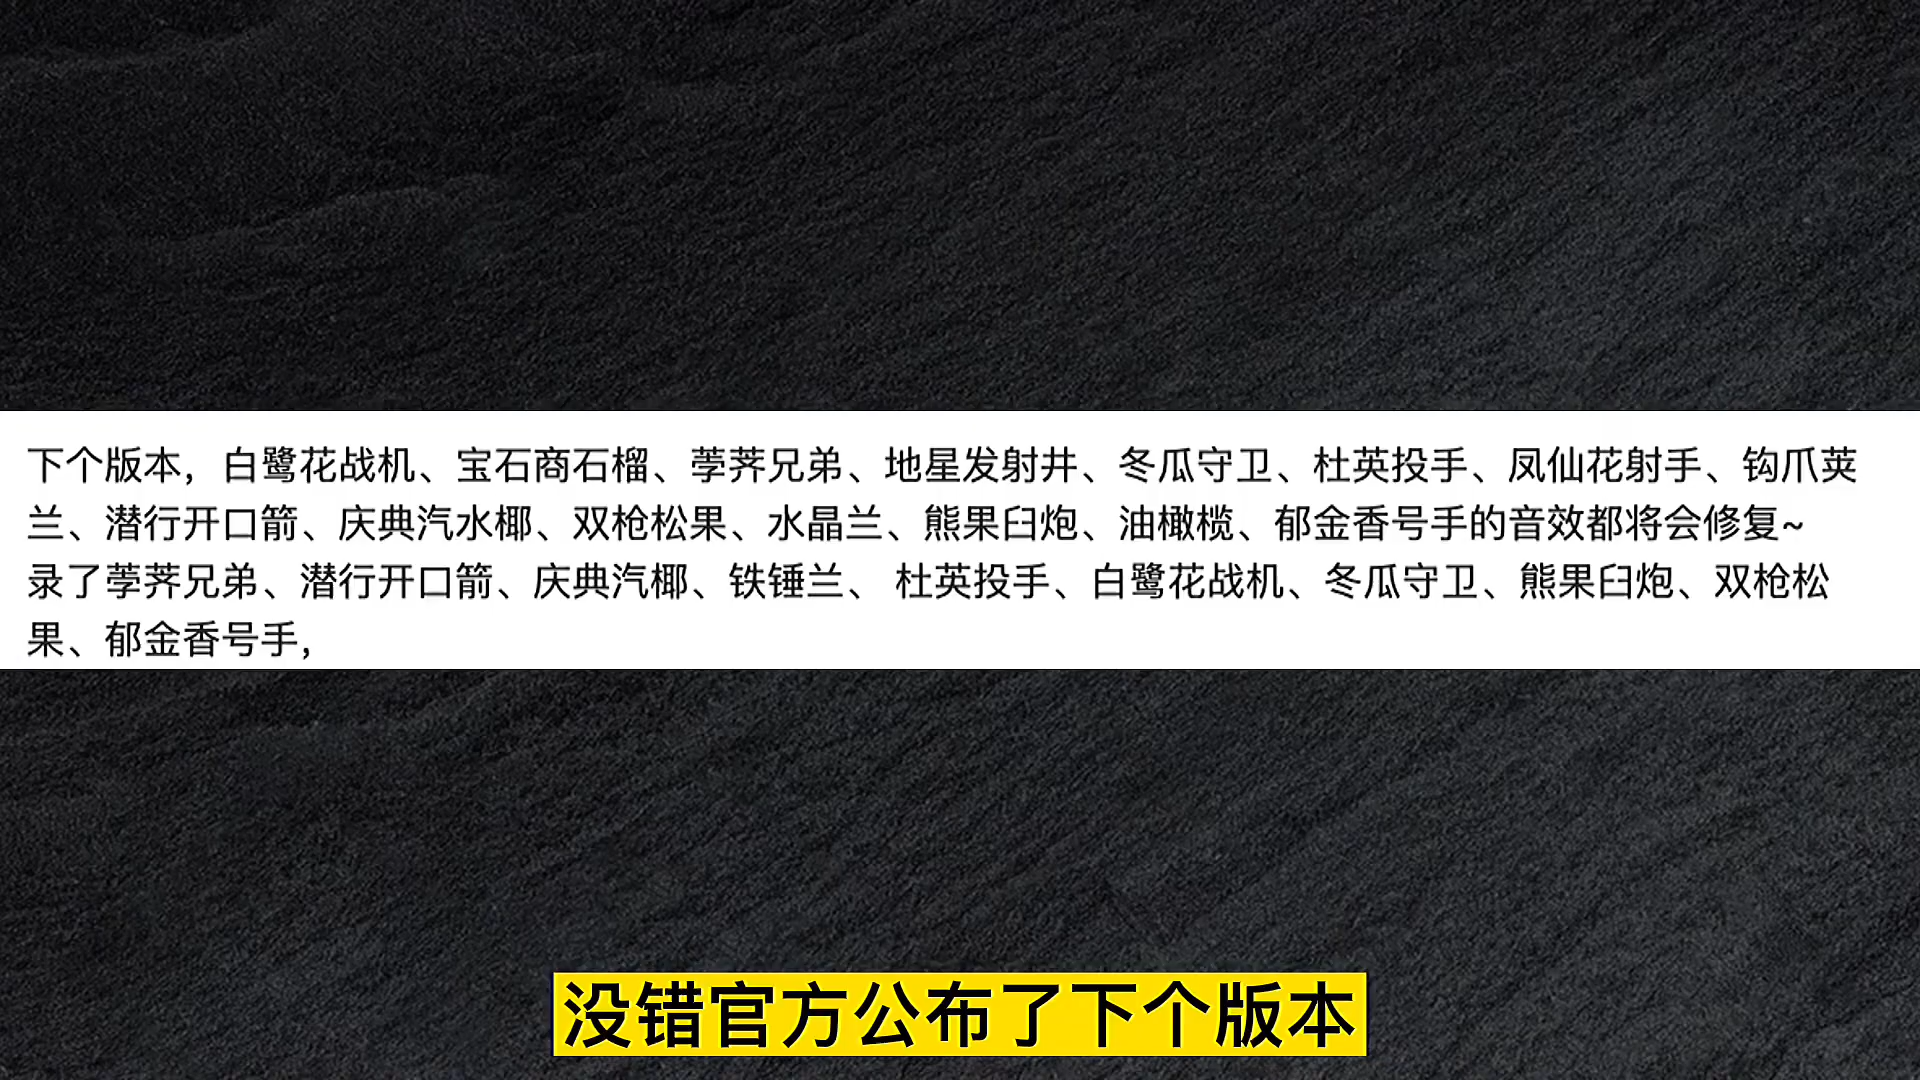 下个版本，白鹭花战机、宝石商石榴、荸荠兄弟、地星发射井、冬瓜守卫、杜英投手、凤仙花射手、钩爪荚
兰、潜行开口箭、庆典汽水椰、双枪松果、水晶兰、熊果臼炮、油橄榄、郁金香号手的音效都将会修复~
录了荸荠兄弟、潜行开口箭、庆典汽椰、铁锤兰、 杜英投手、白鹭花战机、冬瓜守卫、熊果臼炮、双枪松
果、郁金香号手,
没错官方公布了下个版本